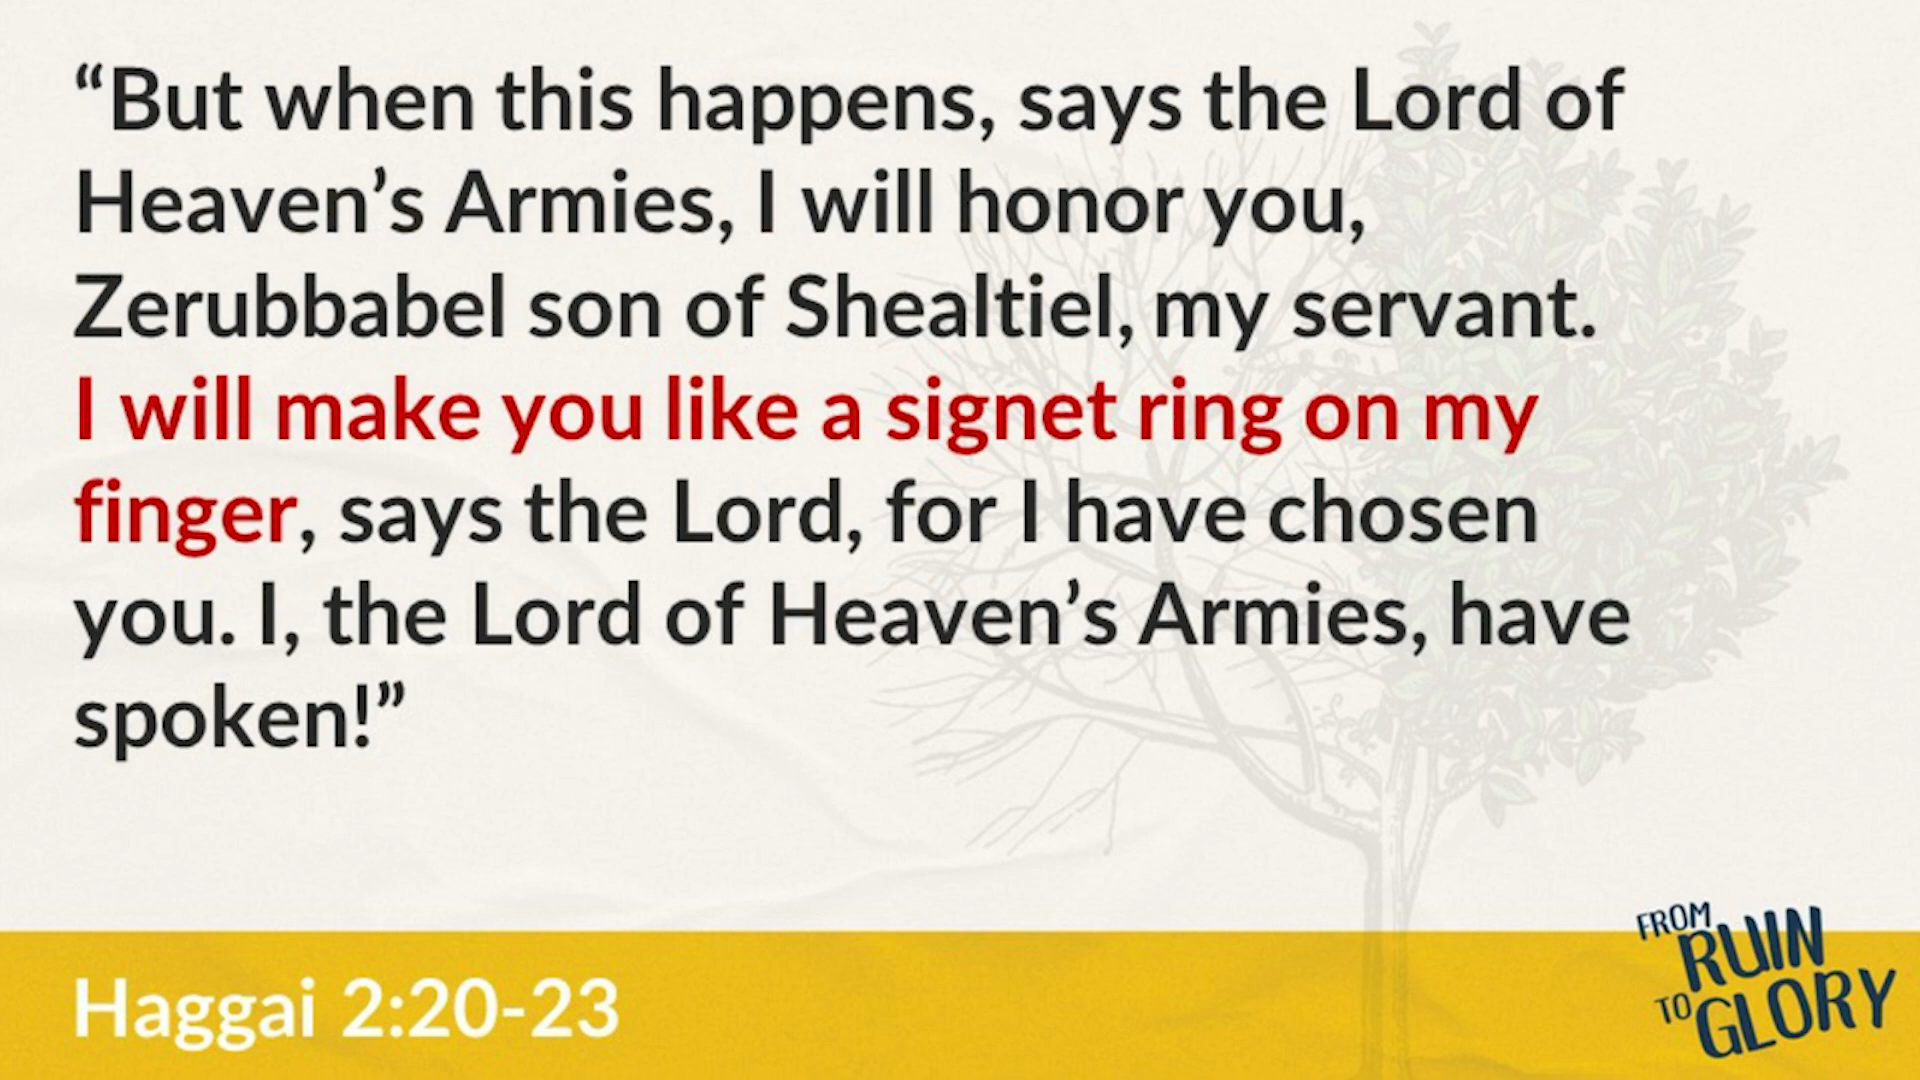 “But when this happens, says the Lord of
Heaven’s Armies, I will honor you,
Zerubbabel son of Shealtiel, my servant.
I will make you like a signet ring on my
finger, says the Lord, for I have chosen
you. I, the Lord of Heaven’s Armies, have
spoken!”
Haggai 2:20-23
FROM
RUIN
TO
GLORY